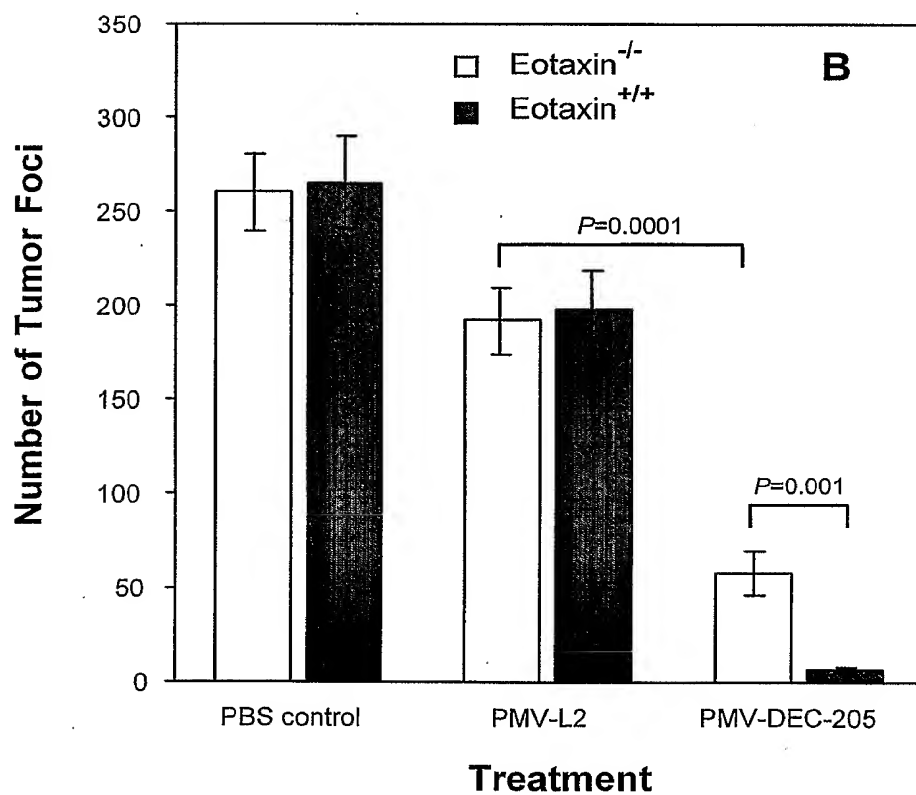 350
300
250
200
150
100
50
0
Number of Tumor Foci
Eotaxin-/-
Eotaxin+/+
B
P=0.0001
P=0.001
PBS control
PMV-L2
PMV-DEC-205
Treatment